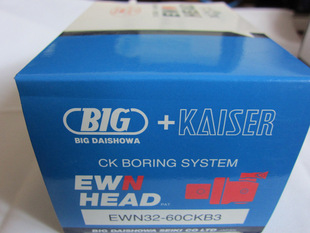 BIG + KAISER
BIG DAISHOWA
CK BORING SYSTEM
EWN
HEAD
EWN32-60CKB3
BIG DAISHOWA SEIKI CO LTD